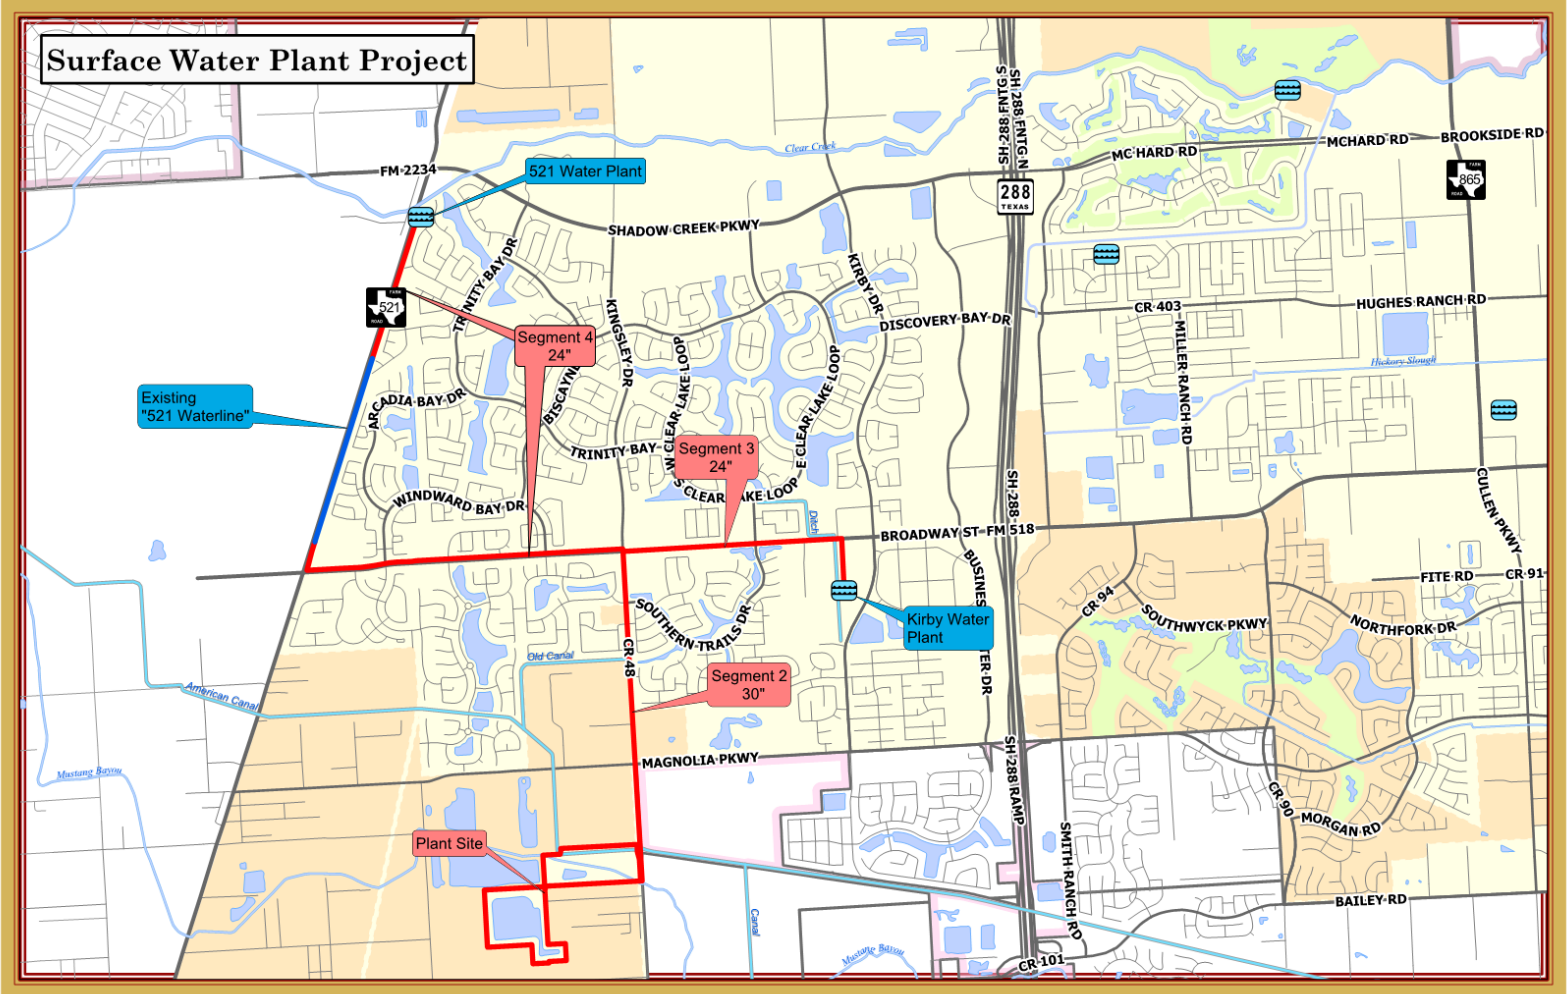 Surface Water Plant Project
SH 288 FNTG S
SH 288 FNTG N
Clear Creek
MC HARD RD
MCHARD RD
BROOKSIDE RD
FM 2234
521 Water Plant
288
TEXAS
FARM
865
ROAD
SHADOW CREEK PKWY
TRINITY BAY DR
KIRBY DR
FARM
521
ROAD
KINGSLEY DR
CR 403
HUGHES RANCH RD
DISCOVERY BAY DR
Segment 4
24"
MILLER RANCH RD
Hickory Slough
W CLEAR LAKE LOOP
E CLEAR LAKE LOOP
Existing
"521 Waterline"
ARCADIA BAY DR
BISCAYNE
TRINITY BAY
Segment 3
24"
S CLEAR LAKE LOOP
WINDWARD BAY DR
SH 288
CULLEN PKWY
Ditch
BROADWAY ST FM 518
BUSINESS CENTER DR
FITE RD
CR 91
CR 94
SOUTHERN TRAILS DR
Kirby Water
Plant
SOUTHWYCK PKWY
NORTHFORK DR
CR 48
Old Canal
Segment 2
30"
American Canal
MAGNOLIA PKWY
SH 288 RAMP
Mustang Bayou
CR 90
MORGAN RD
SMITH RANCH RD
Plant Site
BAILEY RD
Canal
Mustang Bayou
CR 101